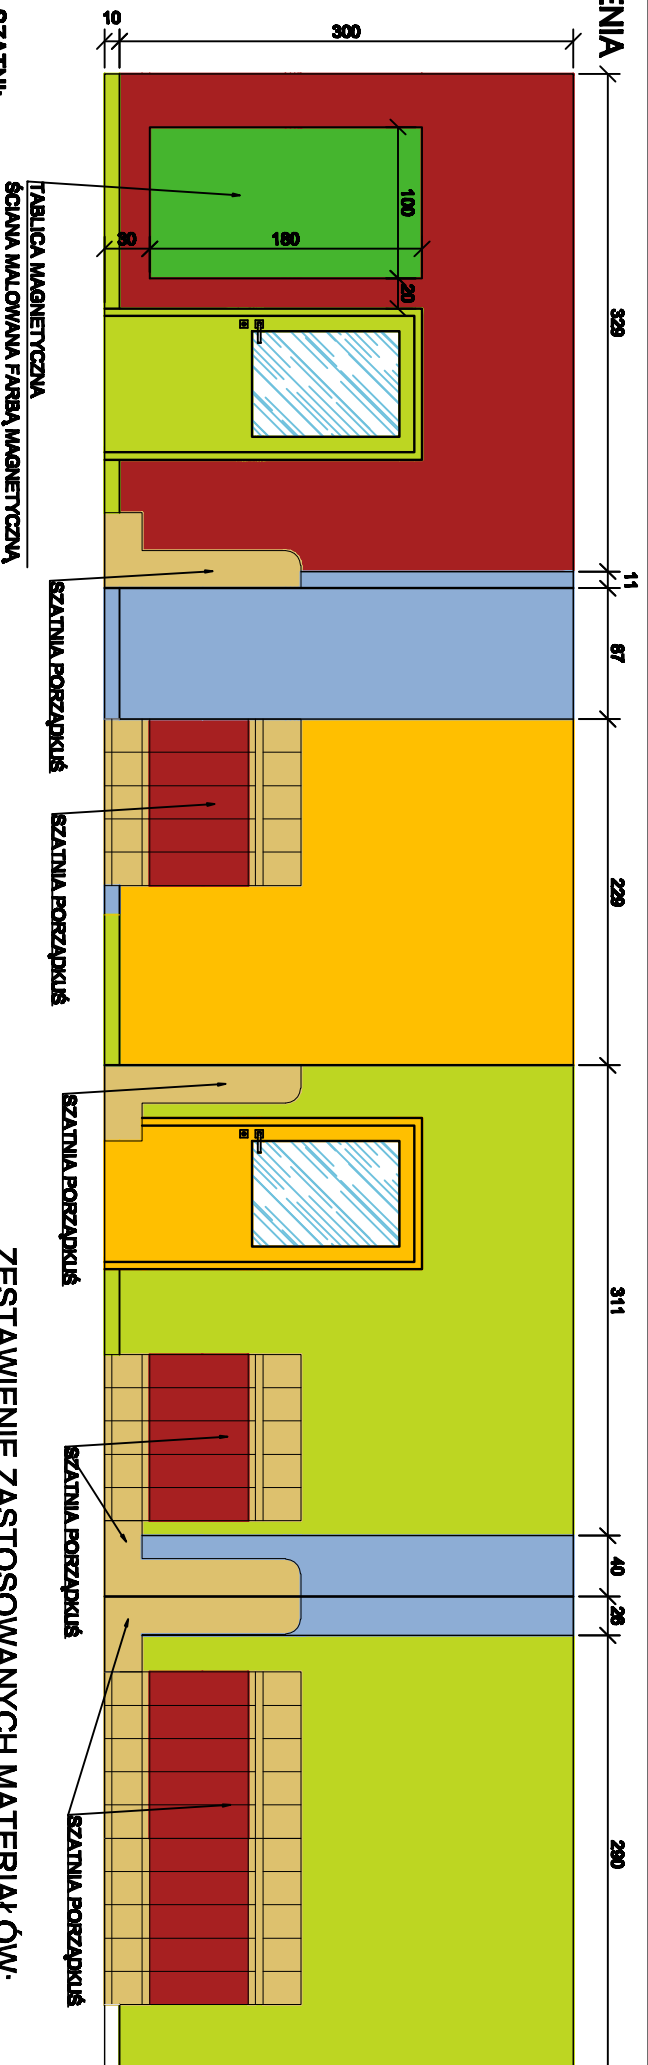 ENIA
329
11
87
229
311
40
26
290
300
10
100
20
180
30
TABLICA MAGNETYCZNA
ŚCIANA MALOWANA FARBĄ MAGNETYCZNĄ
SZATNIA PORZĄDKUŚ
SZATNIA PORZĄDKUŚ
SZATNIA PORZĄDKUŚ
SZATNIA PORZĄDKUŚ
SZATNIA PORZĄDKUŚ
ZESTAWIENIE ZASTOSOWANYCH MATERIAŁÓW: